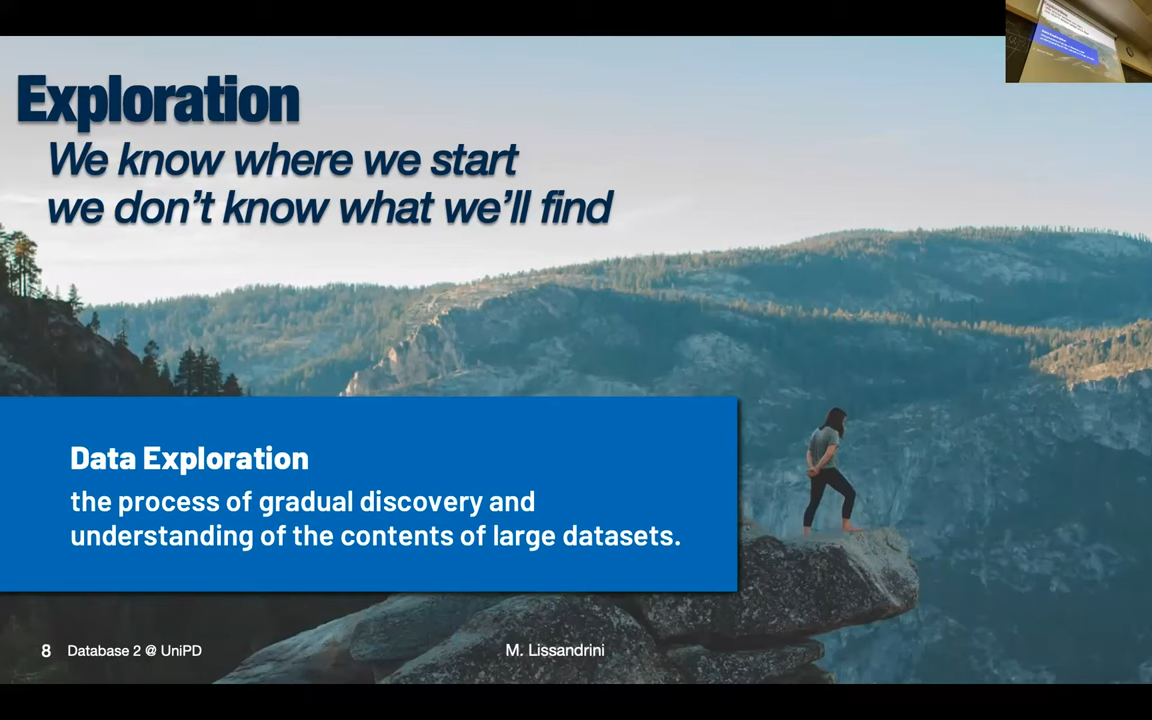 Exploration
We know where we start
we don't know what we'll find
Data Exploration
the process of gradual discovery and
understanding of the contents of large datasets.
8 Database 2 @ UniPD M. Lissandrini